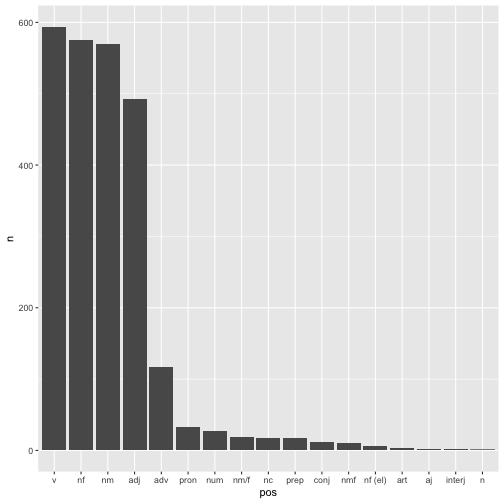 600
400
200
0
n
v nf nm adj adv pron num nm/f nc prep conj nmf nf (el) art aj interj n
pos